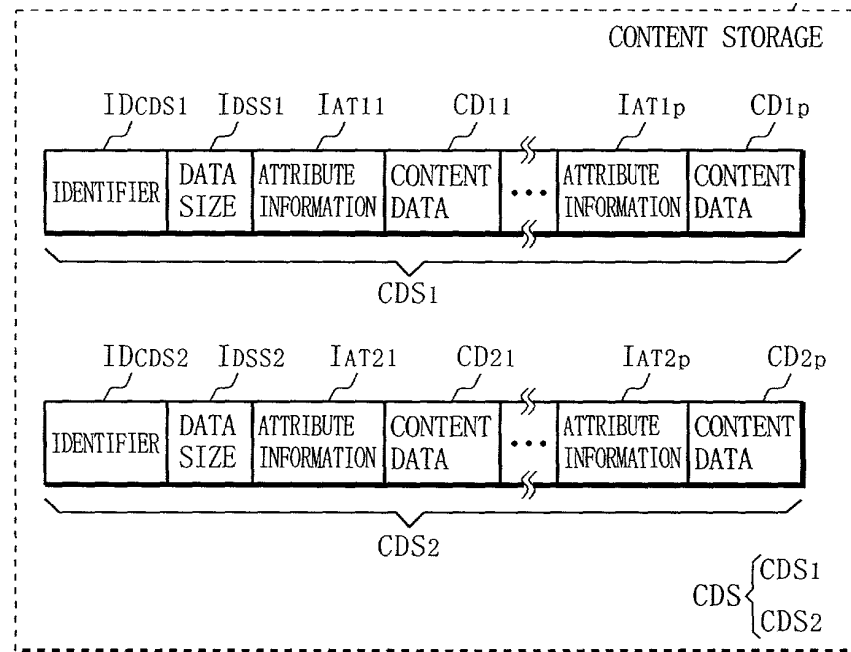 CONTENT STORAGE
IDCDS1 IDSS1 IAT11 CD11 IAT1p CD1p
IDENTIFIER DATA SIZE ATTRIBUTE INFORMATION CONTENT DATA ... ATTRIBUTE INFORMATION CONTENT DATA
CDS1
IDCDS2 IDSS2 IAT21 CD21 IAT2p CD2p
IDENTIFIER DATA SIZE ATTRIBUTE INFORMATION CONTENT DATA ... ATTRIBUTE INFORMATION CONTENT DATA
CDS2
CDS { CDS1
CDS2